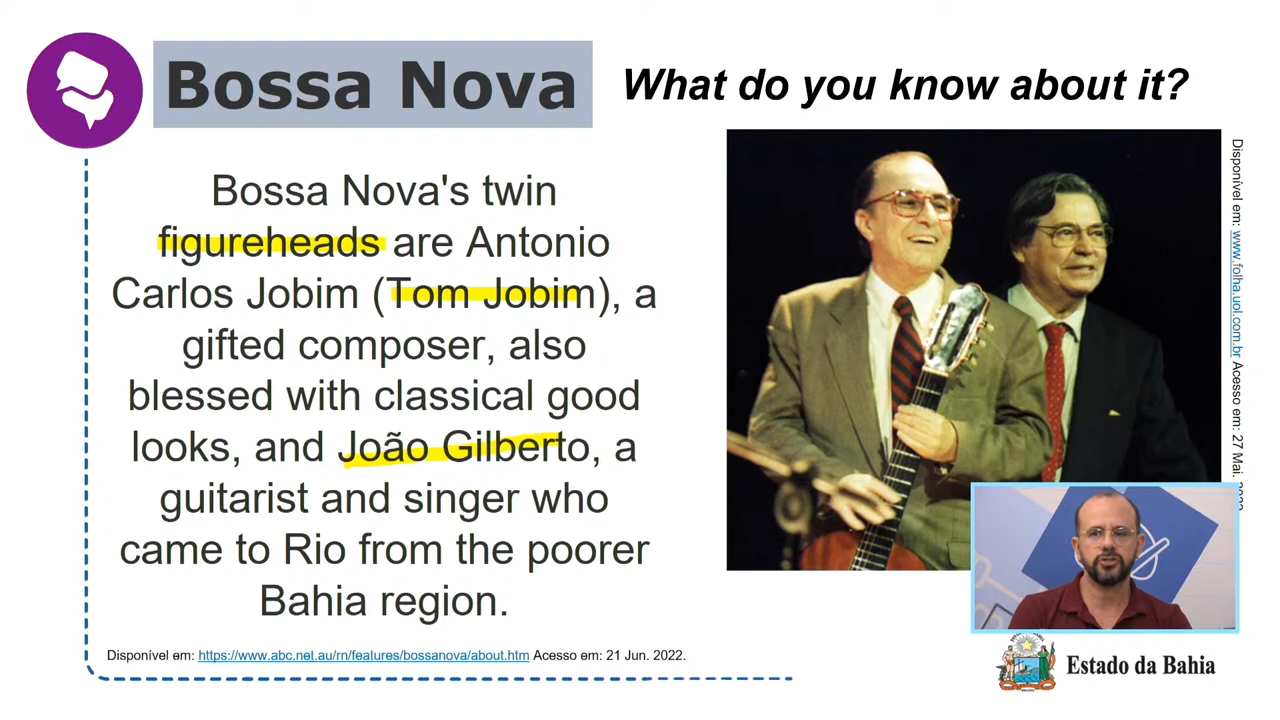 Bossa Nova
What do you know about it?
Bossa Nova's twin
figureheads are Antonio
Carlos Jobim (Tom Jobim), a
gifted composer, also
blessed with classical good
looks, and João Gilberto, a
guitarist and singer who
came to Rio from the poorer
Bahia region.
Disponível em: https://www.abc.net.au/rn/features/bossanova/about.htm Acesso em: 21 Jun. 2022.
Disponível em: www.folha.uol.com.br Acesso em: 27 Mai.
Estado da Bahia